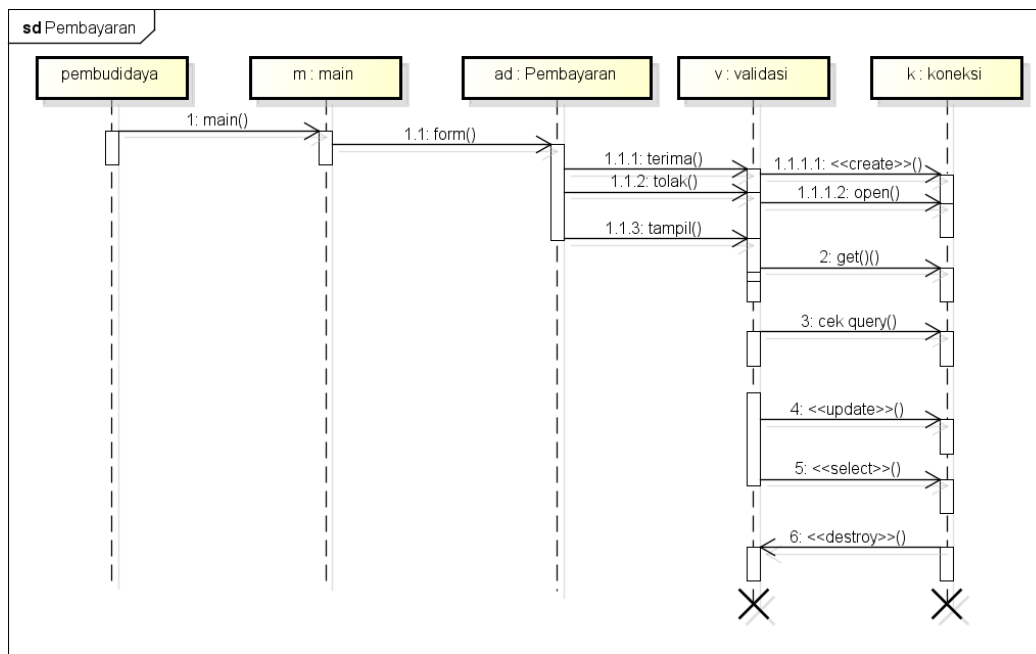 sd Pembayaran
pembudidaya
m : main
ad : Pembayaran
v : validasi
k : koneksi
1: main()
1.1: form()
1.1.1: terima()
1.1.1.1: <<create>>()
1.1.2: tolak()
1.1.1.2: open()
1.1.3: tampil()
2: get()()
3: cek query()
4: <<update>>()
5: <<select>>()
6: <<destroy>>()